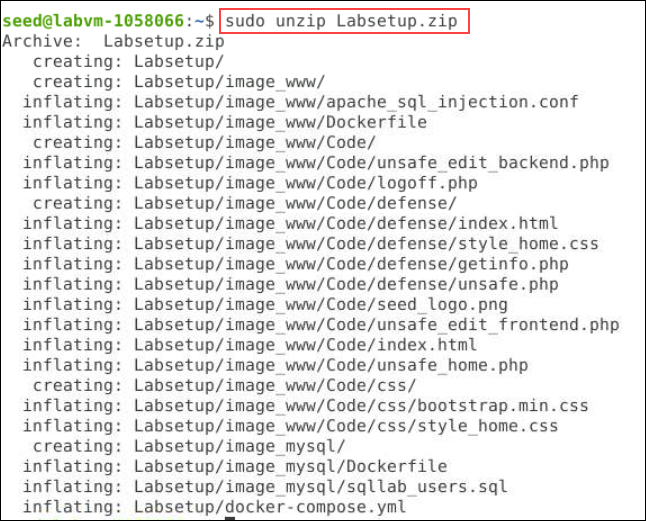 seed@labvm-1058066:~$ sudo unzip Labsetup.zip
Archive:  Labsetup.zip
   creating: Labsetup/
   creating: Labsetup/image_www/
  inflating: Labsetup/image_www/apache_sql_injection.conf
  inflating: Labsetup/image_www/Dockerfile
   creating: Labsetup/image_www/Code/
  inflating: Labsetup/image_www/Code/unsafe_edit_backend.php
  inflating: Labsetup/image_www/Code/logoff.php
   creating: Labsetup/image_www/Code/defense/
  inflating: Labsetup/image_www/Code/defense/index.html
  inflating: Labsetup/image_www/Code/defense/style_home.css
  inflating: Labsetup/image_www/Code/defense/getinfo.php
  inflating: Labsetup/image_www/Code/defense/unsafe.php
  inflating: Labsetup/image_www/Code/seed_logo.png
  inflating: Labsetup/image_www/Code/unsafe_edit_frontend.php
  inflating: Labsetup/image_www/Code/index.html
  inflating: Labsetup/image_www/Code/unsafe_home.php
   creating: Labsetup/image_www/Code/css/
  inflating: Labsetup/image_www/Code/css/bootstrap.min.css
  inflating: Labsetup/image_www/Code/css/style_home.css
   creating: Labsetup/image_mysql/
  inflating: Labsetup/image_mysql/Dockerfile
  inflating: Labsetup/image_mysql/sqllab_users.sql
  inflating: Labsetup/docker-compose.yml